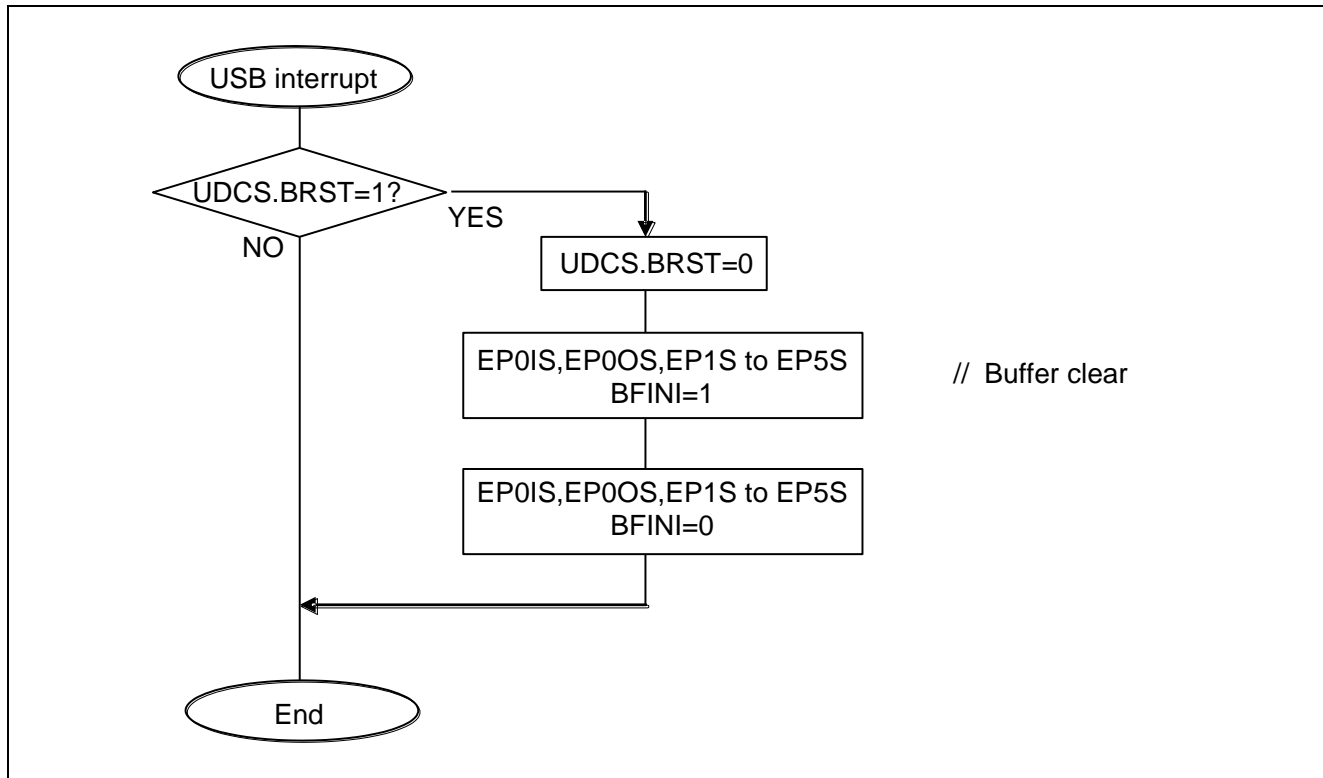 USB interrupt
UDCS.BRST=1?
YES
NO
UDCS.BRST=0
EP0IS,EP0OS,EP1S to EP5S
BFINI=1
// Buffer clear
EP0IS,EP0OS,EP1S to EP5S
BFINI=0
End